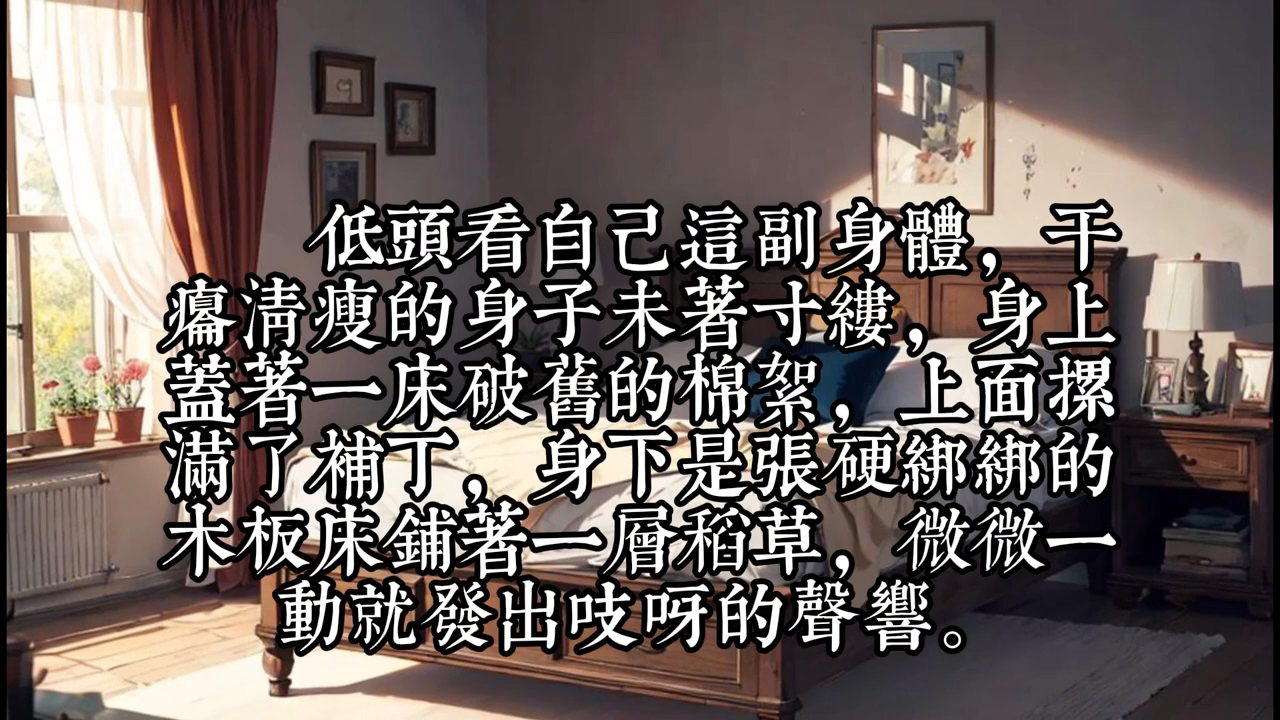 低頭看自己這副身體，干
癟清瘦的身子未著寸縷，身上
蓋著一床破舊的棉絮，上面摞
滿了補丁，身下是張硬綁綁的
木板床鋪著一層稻草，微微一
動就發出吱呀的聲響。